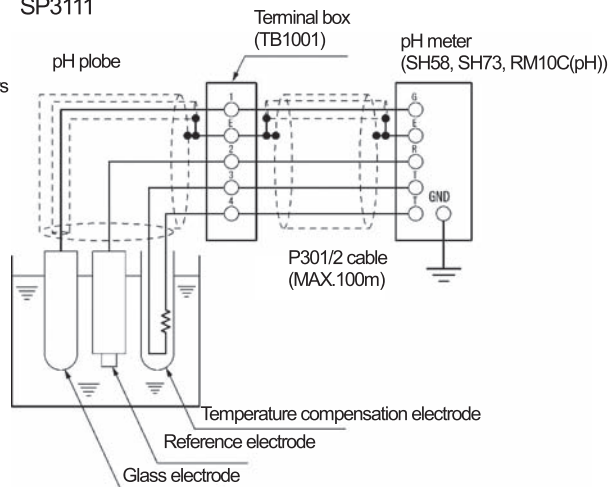 SP3111
Terminal box
(TB1001)
pH meter
(SH58, SH73, RM10C(pH))
pH plobe
rs
1
E
2
3
4
G
E
R
T
T
GND
P301/2 cable
(MAX.100m)
Temperature compensation electrode
Reference electrode
Glass electrode